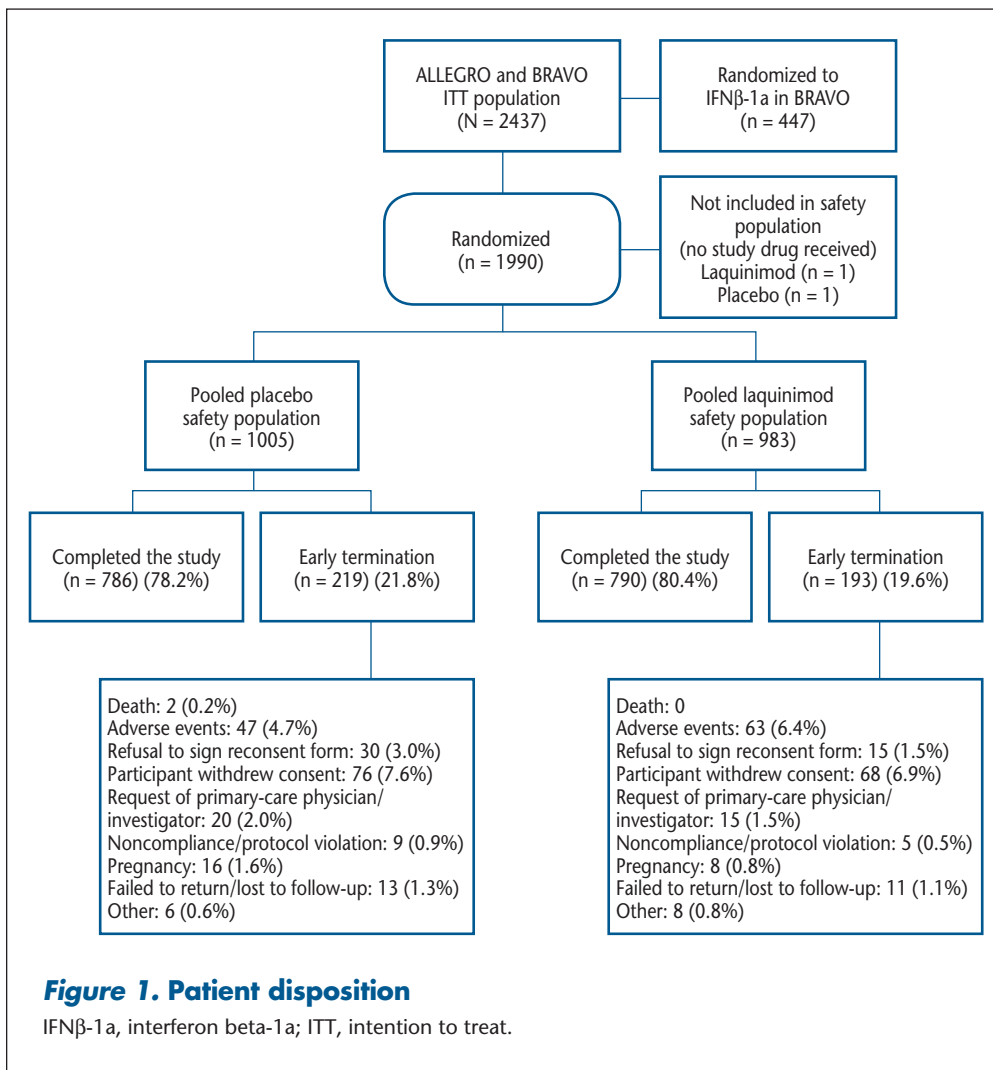 ALLEGRO and BRAVO
ITT population
(N = 2437)
Randomized to
IFNβ-1a in BRAVO
(n = 447)
Randomized
(n = 1990)
Not included in safety
population
(no study drug received)
Laquinimod (n = 1)
Placebo (n = 1)
Pooled placebo
safety population
(n = 1005)
Pooled laquinimod
safety population
(n = 983)
Completed the study
(n = 786) (78.2%)
Early termination
(n = 219) (21.8%)
Completed the study
(n = 790) (80.4%)
Early termination
(n = 193) (19.6%)
Death: 2 (0.2%)
Adverse events: 47 (4.7%)
Refusal to sign reconsent form: 30 (3.0%)
Participant withdrew consent: 76 (7.6%)
Request of primary-care physician/
investigator: 20 (2.0%)
Noncompliance/protocol violation: 9 (0.9%)
Pregnancy: 16 (1.6%)
Failed to return/lost to follow-up: 13 (1.3%)
Other: 6 (0.6%)
Death: 0
Adverse events: 63 (6.4%)
Refusal to sign reconsent form: 15 (1.5%)
Participant withdrew consent: 68 (6.9%)
Request of primary-care physician/
investigator: 15 (1.5%)
Noncompliance/protocol violation: 5 (0.5%)
Pregnancy: 8 (0.8%)
Failed to return/lost to follow-up: 11 (1.1%)
Other: 8 (0.8%)
Figure 1. Patient disposition
IFNβ-1a, interferon beta-1a; ITT, intention to treat.